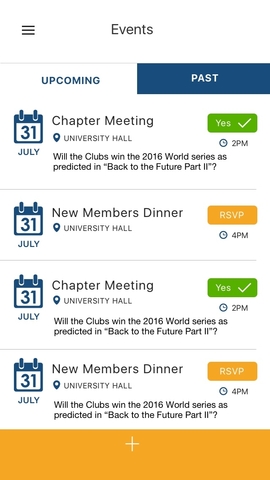 Events
UPCOMING
PAST
31
JULY
Chapter Meeting
UNIVERSITY HALL
Yes
2PM
Will the Clubs win the 2016 World series as
predicted in “Back to the Future Part II”?
31
JULY
New Members Dinner
UNIVERSITY HALL
RSVP
4PM
31
JULY
Chapter Meeting
UNIVERSITY HALL
Yes
2PM
Will the Clubs win the 2016 World series as
predicted in “Back to the Future Part II”?
31
JULY
New Members Dinner
UNIVERSITY HALL
RSVP
4PM
Will the Clubs win the 2016 World series as
predicted in “Back to the Future Part II”?